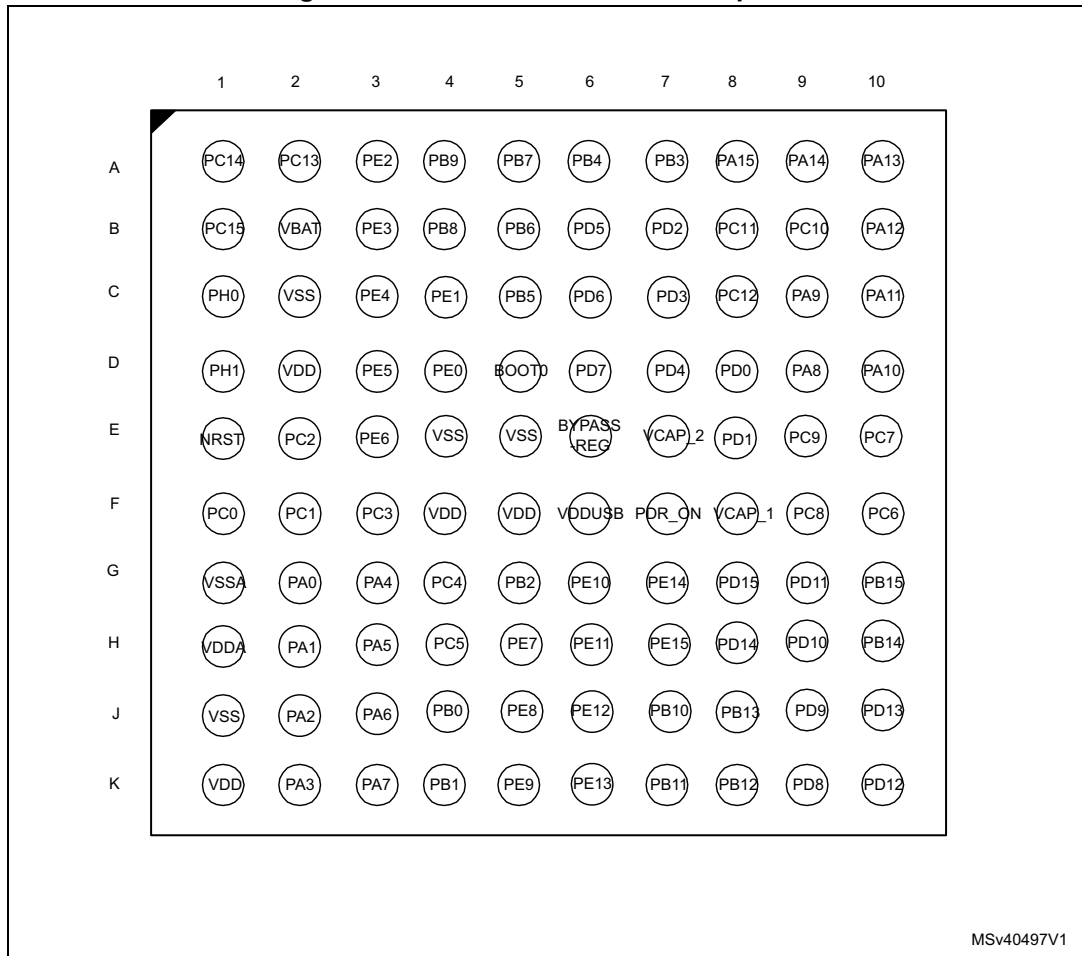 1 2 3 4 5 6 7 8 9 10
A PC14 PC13 PE2 PB9 PB7 PB4 PB3 PA15 PA14 PA13
B PC15 VBAT PE3 PB8 PB6 PD5 PD2 PC11 PC10 PA12
C PH0 VSS PE4 PE1 PB5 PD6 PD3 PC12 PA9 PA11
D PH1 VDD PE5 PE0 BOOT0 PD7 PD4 PD0 PA8 PA10
E NRST PC2 PE6 VSS VSS BYPASS
-REG VCAP_2 PD1 PC9 PC7
F PC0 PC1 PC3 VDD VDD VDDUSB PDR_ON VCAP_1 PC8 PC6
G VSSA PA0 PA4 PC4 PB2 PE10 PE14 PD15 PD11 PB15
H VDDA PA1 PA5 PC5 PE7 PE11 PE15 PD14 PD10 PB14
J VSS PA2 PA6 PB0 PE8 PE12 PB10 PB13 PD9 PD13
K VDD PA3 PA7 PB1 PE9 PE13 PB11 PB12 PD8 PD12
MSv40497V1